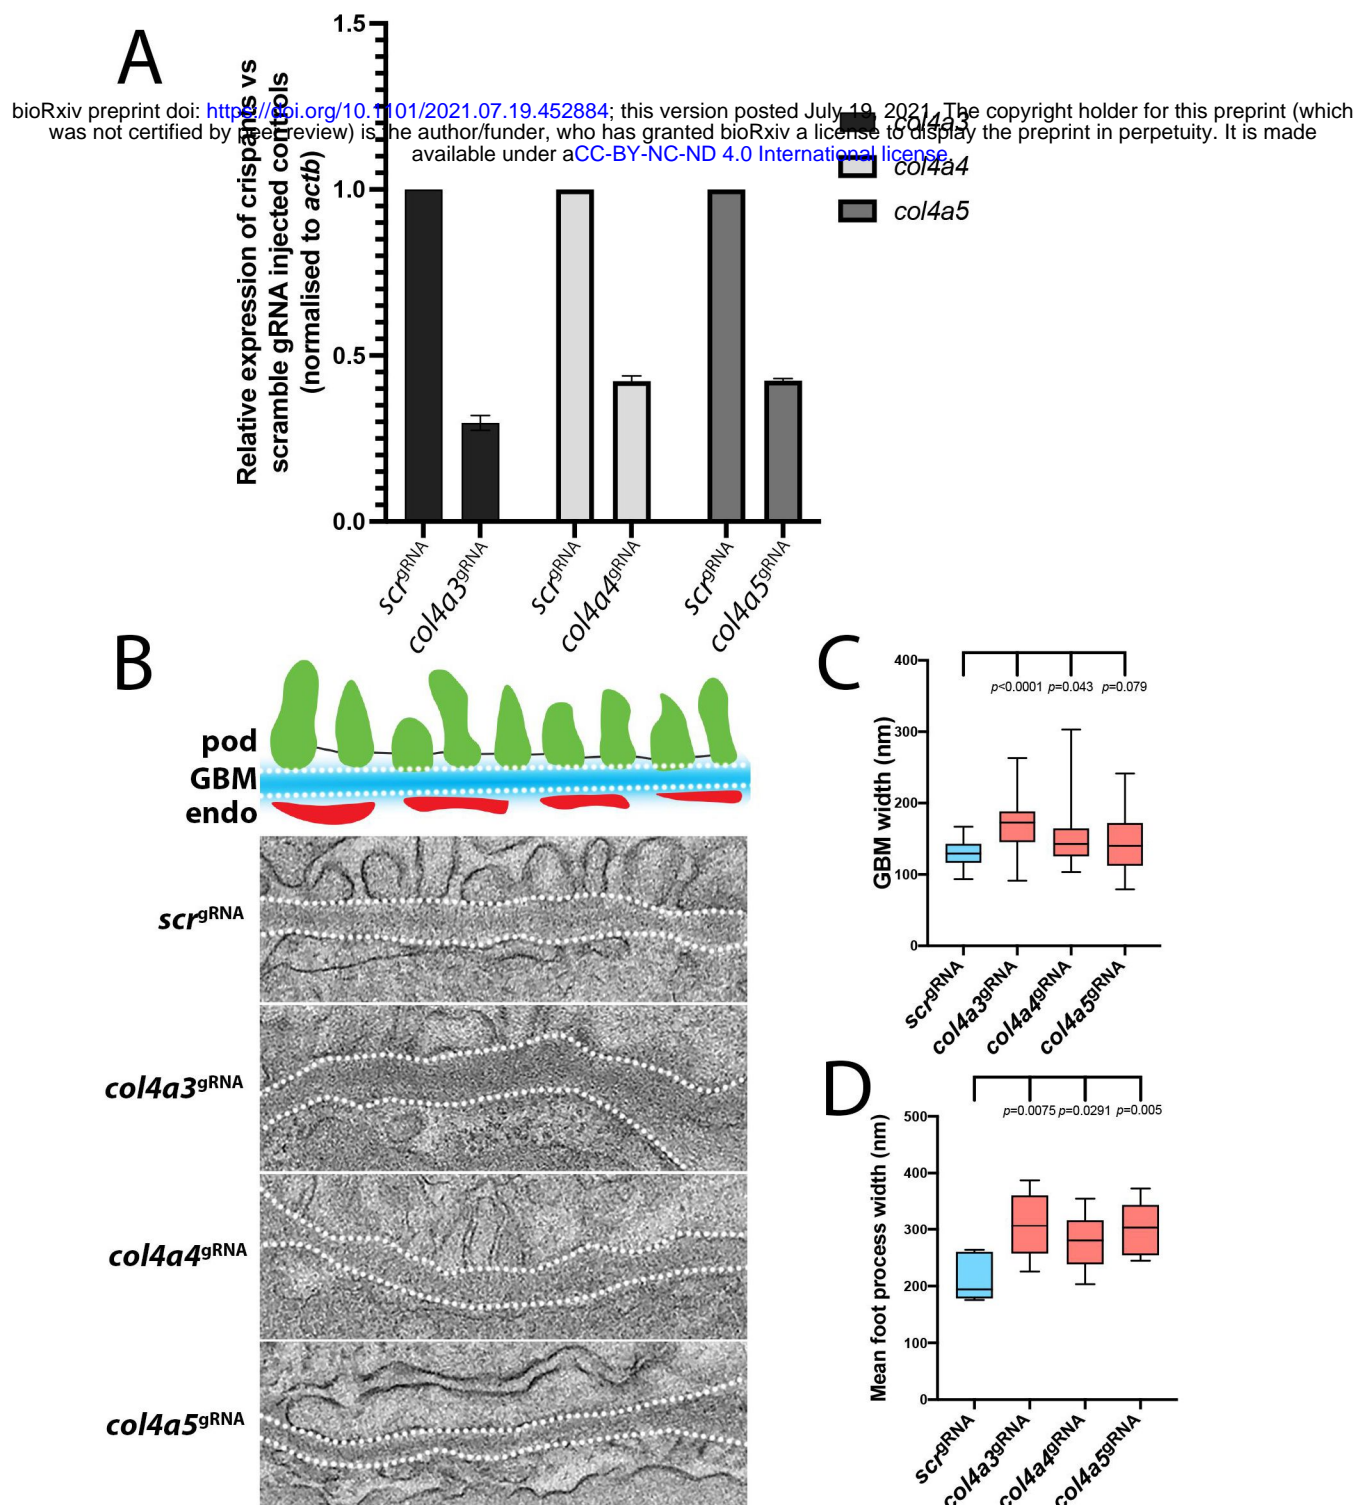 A
1.5
Relative expression of crispants vs
scramble gRNA injected controls
(normalised to actb)
bioRxiv preprint doi: https://doi.org/10.1101/2021.07.19.452884; this version posted July 19, 2021. The copyright holder for this preprint (which
was not certified by peer review) is the author/funder, who has granted bioRxiv a license to display the preprint in perpetuity. It is made
available under aCC-BY-NC-ND 4.0 International license.
col4a3
col4a4
col4a5
1.0
0.5
0.0
scrgRNA
col4a3gRNA
scrgRNA
col4a4gRNA
scrgRNA
col4a5gRNA
B
pod
GBM
endo
scrgRNA
col4a3gRNA
col4a4gRNA
col4a5gRNA
C
GBM width (nm)
400
300
200
100
0
p<0.0001 p=0.043 p=0.079
scrgRNA
col4a3gRNA
col4a4gRNA
col4a5gRNA
D
Mean foot process width (nm)
500
400
300
200
100
0
p=0.0075 p=0.0291 p=0.005
scrgRNA
col4a3gRNA
col4a4gRNA
col4a5gRNA